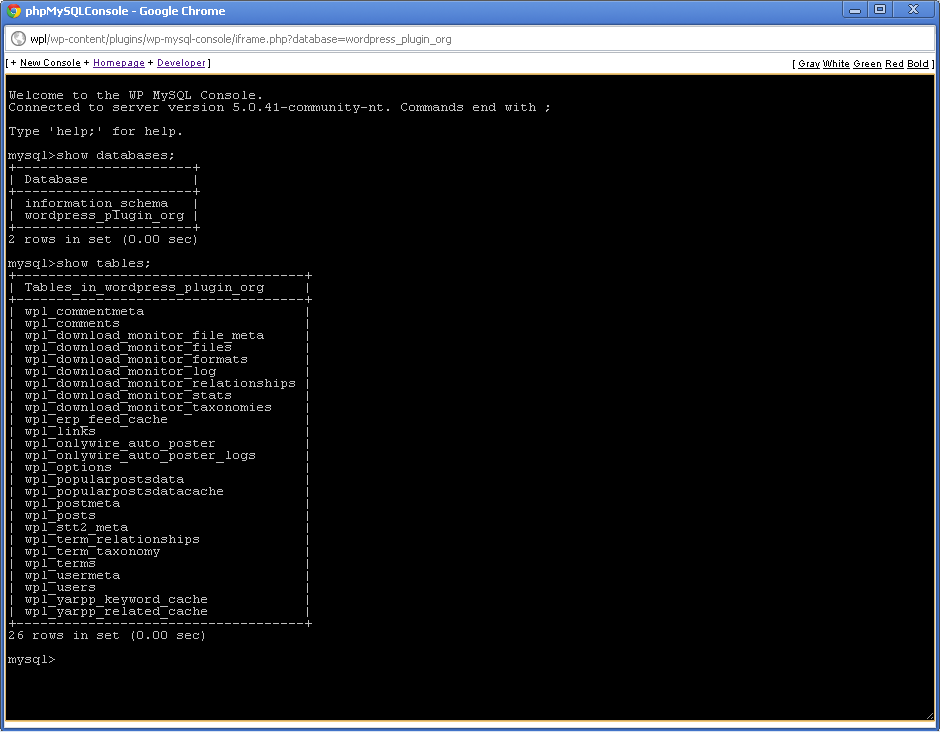 phpMySQLConsole - Google Chrome
wpl/wp-content/plugins/wp-mysql-console/iframe.php?database=wordpress_plugin_org
[ + New Console + Homepage + Developer ] [ Gray White Green Red Bold ]
Welcome to the WP MySQL Console.
Connected to server version 5.0.41-community-nt. Commands end with ;
Type 'help;' for help.
mysql>show databases;
+----------------------+
| Database             |
+----------------------+
| information_schema   |
| wordpress_plugin_org |
+----------------------+
2 rows in set (0.00 sec)
mysql>show tables;
+------------------------------------+
| Tables_in_wordpress_plugin_org     |
+------------------------------------+
| wpl_commentmeta                    |
| wpl_comments                       |
| wpl_download_monitor_file_meta     |
| wpl_download_monitor_files         |
| wpl_download_monitor_formats       |
| wpl_download_monitor_log           |
| wpl_download_monitor_relationships |
| wpl_download_monitor_stats         |
| wpl_download_monitor_taxonomies    |
| wpl_erp_feed_cache                 |
| wpl_links                          |
| wpl_onlywire_auto_poster           |
| wpl_onlywire_auto_poster_logs      |
| wpl_options                        |
| wpl_popularpostsdata               |
| wpl_popularpostsdatacache          |
| wpl_postmeta                       |
| wpl_posts                          |
| wpl_stt2_meta                      |
| wpl_term_relationships             |
| wpl_term_taxonomy                  |
| wpl_terms                          |
| wpl_usermeta                       |
| wpl_users                          |
| wpl_yarpp_keyword_cache            |
| wpl_yarpp_related_cache            |
+------------------------------------+
26 rows in set (0.00 sec)
mysql>